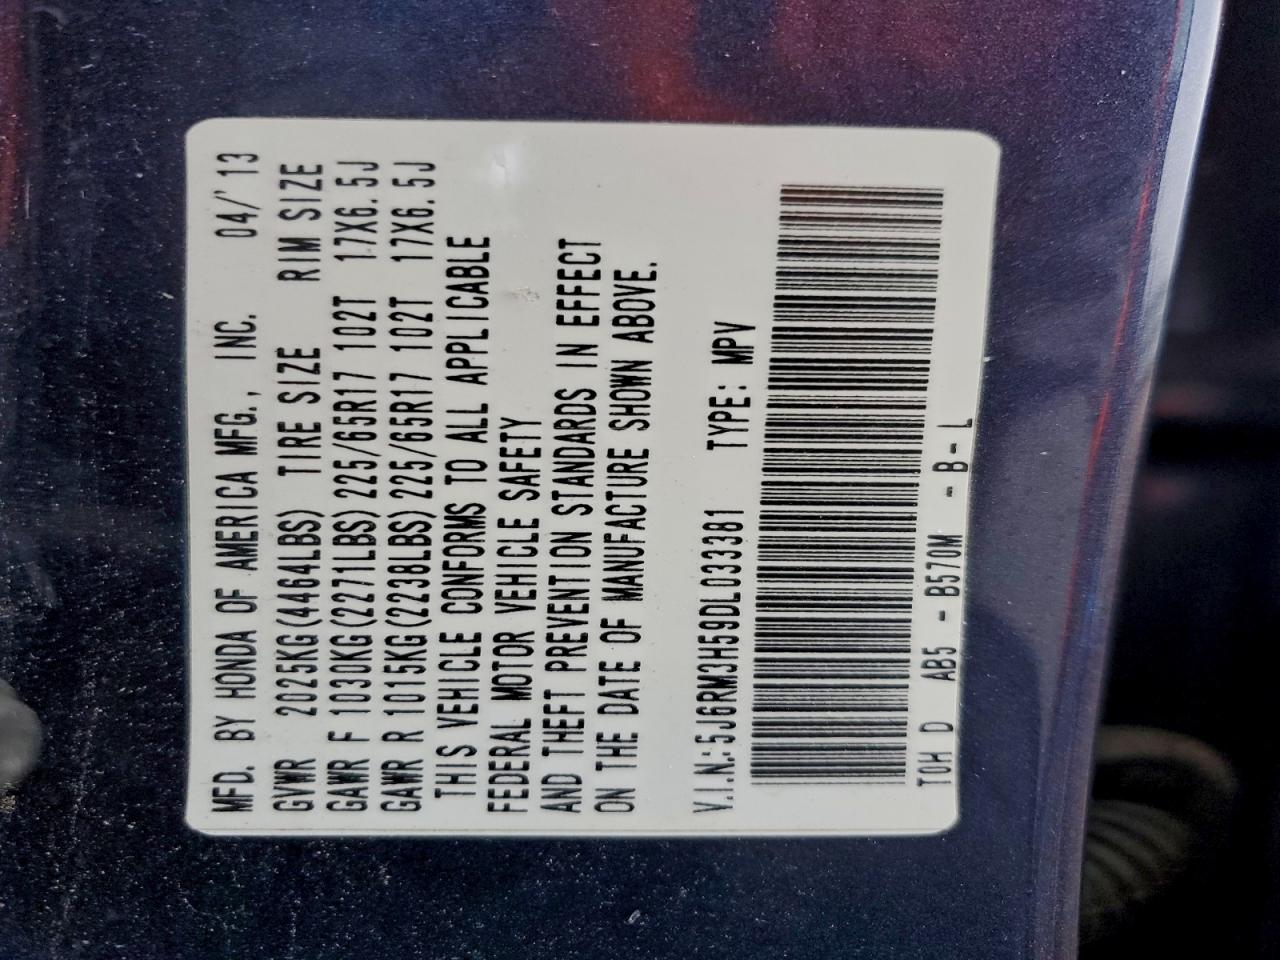 MFD. BY HONDA OF AMERICA MFG., INC. 04/'13
GVWR 2025KG(4464LBS) TIRE SIZE RIM SIZE
GAWR F 1030KG(2271LBS) 225/65R17 102T 17X6.5J
GAWR R 1015KG(2238LBS) 225/65R17 102T 17X6.5J
THIS VEHICLE CONFORMS TO ALL APPLICABLE
FEDERAL MOTOR VEHICLE SAFETY
AND THEFT PREVENTION STANDARDS IN EFFECT
ON THE DATE OF MANUFACTURE SHOWN ABOVE.
V.I.N.:5J6RM3H59DL033381 TYPE: MPV
TOH D AB5 - B570M - B - L